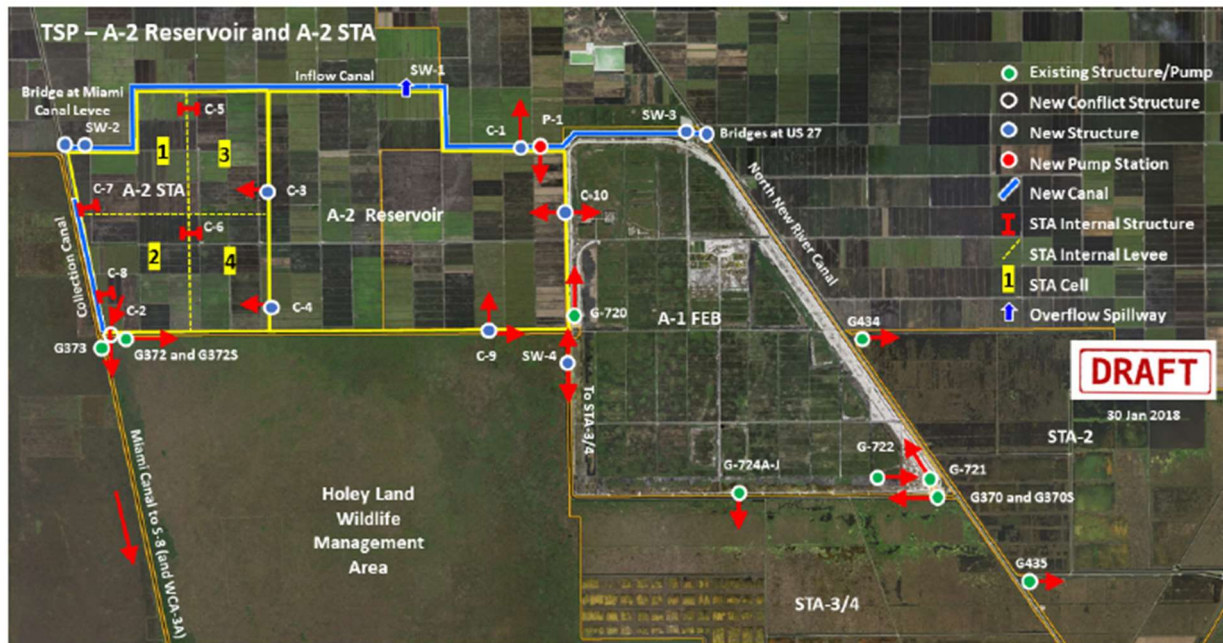 TSP – A-2 Reservoir and A-2 STA
Inflow Canal
SW-1
Bridge at Miami
Canal Levee
SW-2
C-5
1
3
C-1
P-1
SW-3
Bridges at US 27
Existing Structure/Pump
New Conflict Structure
New Structure
New Pump Station
New Canal
STA Internal Structure
STA Internal Levee
1
STA Cell
Overflow Spillway
C-7
A-2 STA
C-3
A-2 Reservoir
C-10
North New River Canal
C-6
2
4
Collection Canal
C-8
C-2
C-4
G-720
A-1 FEB
G373
G372 and G372S
C-9
SW-4
G434
DRAFT
30 Jan 2018
To STA-3/4
STA-2
Miami Canal to S-8 (and WCA-3A)
Holey Land
Wildlife
Management
Area
G-724A-J
G-722
G-721
G370 and G370S
G435
STA-3/4